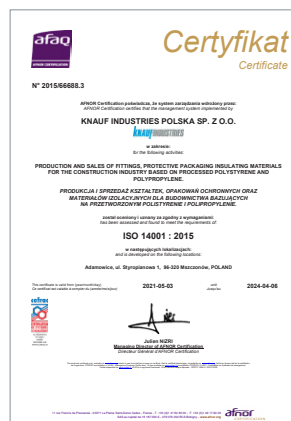 afaq
AFNOR CERTIFICATION
Certyfikat
Certificate
N° 2015/66688.3
AFNOR Certification poświadcza, że system zarządzania wdrożony przez:
AFNOR Certification certifies that the management system implemented by:
KNAUF INDUSTRIES POLSKA SP. Z O.O.
KNAUF INDUSTRIES
w zakresie:
for the following activities:
PRODUCTION AND SALES OF FITTINGS, PROTECTIVE PACKAGING INSULATING MATERIALS
FOR THE CONSTRUCTION INDUSTRY BASED ON PROCESSED POLYSTYRENE AND
POLYPROPYLENE.
PRODUKCJA I SPRZEDAŻ KSZTAŁTEK, OPAKOWAŃ OCHRONNYCH ORAZ
MATERIAŁÓW IZOLACYJNYCH DLA BUDOWNICTWA BAZUJĄCYCH
NA PRZETWORZONYM POLISTYRENIE I POLIPROPYLENIE.
został oceniony i uznany za zgodny z wymaganiami:
has been assessed and found to meet the requirements of:
ISO 14001 : 2015
w następujących lokalizacjach:
and is developed on the following locations:
Adamowice, ul. Styropianowa 1, 96-320 Mszczonów, POLAND
2021-05-03
2024-04-06
cofrac
Julien NIZRI
Managing Director of AFNOR Certification
Directeur Général d'AFNOR Certification
afnor